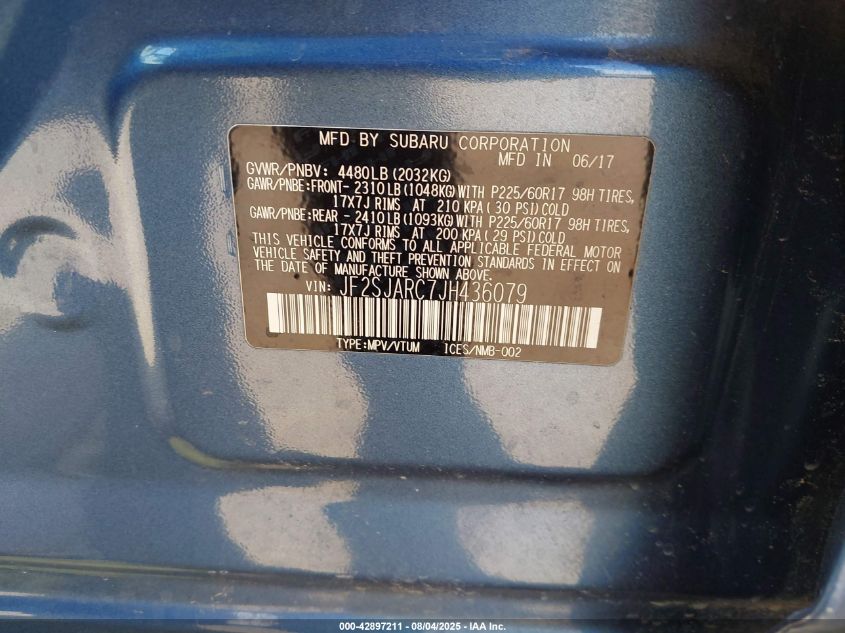 MFD BY SUBARU CORPORATION
MFD IN 06/17
GVWR/PNBV: 4480LB(2032KG)
GAWR/PNBE:FRONT- 2310LB(1048KG)WITH P225/60R17 98H TIRES,
17X7J RIMS AT 210 KPA(30 PSI)COLD
GAWR/PNBE:REAR - 2410LB(1093KG)WITH P225/60R17 98H TIRES,
17X7J RIMS AT 200 KPA(29 PSI)COLD
THIS VEHICLE CONFORMS TO ALL APPLICABLE FEDERAL MOTOR
VEHICLE SAFETY AND THEFT PREVENTION STANDARDS IN EFFECT ON
THE DATE OF MANUFACTURE SHOWN ABOVE.
VIN: JF2SJARC7JH436079
TYPE:MPV/VTUM ICES/NMB-002
000-42897211 - 08/04/2025 - IAA Inc.